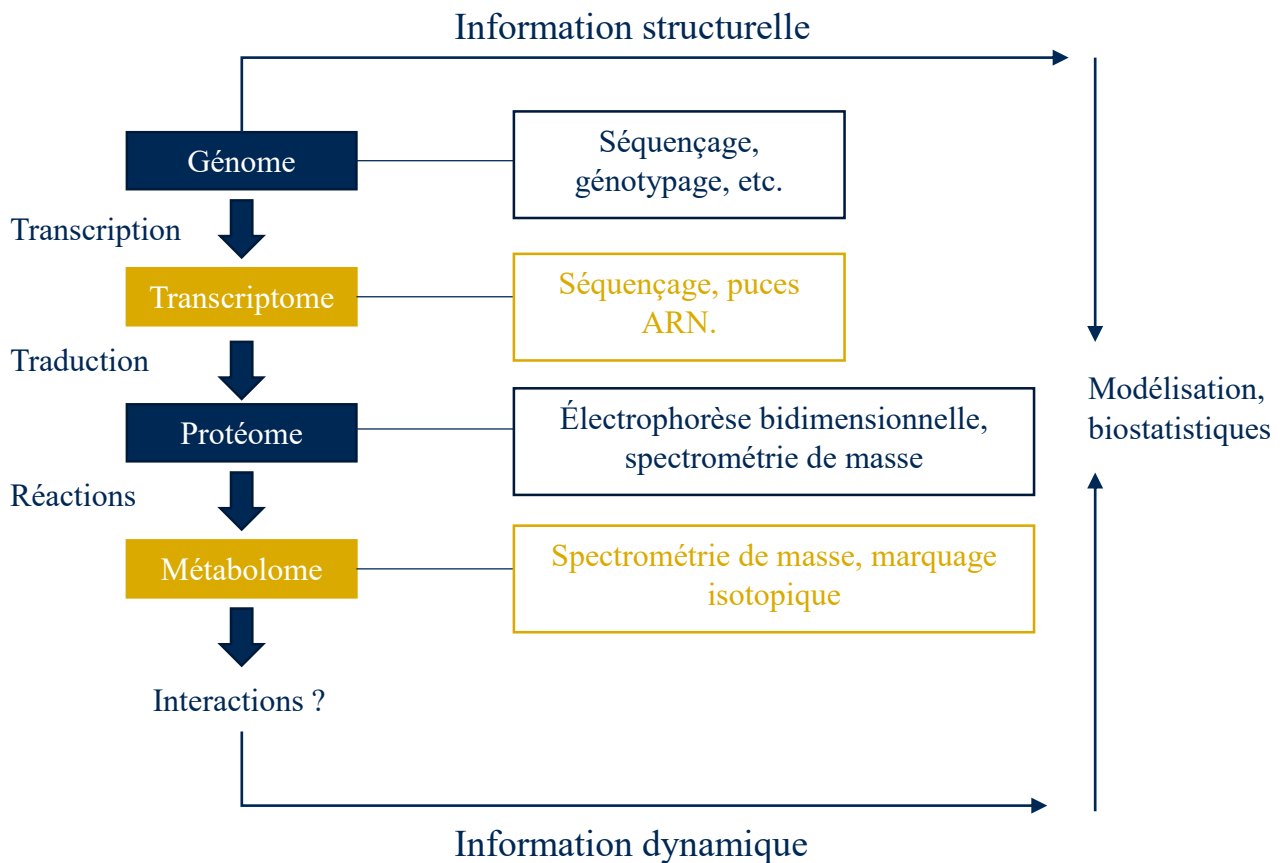 Information structurelle
Génome
Séquençage,
génotypage, etc.
Transcription
Transcriptome
Séquençage, puces
ARN.
Traduction
Protéome
Électrophorèse bidimensionnelle,
spectrométrie de masse
Modélisation,
biostatistiques
Réactions
Métabolome
Spectrométrie de masse, marquage
isotopique
Interactions ?
Information dynamique